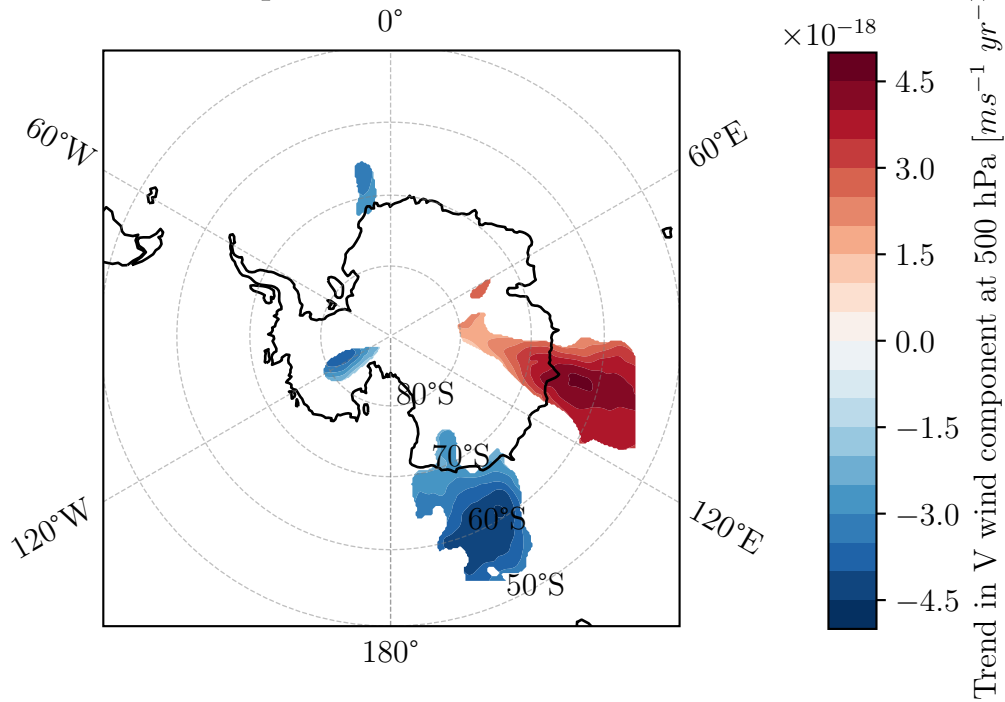 0°
60°W
60°E
80°S
70°S
60°S
50°S
120°W
120°E
180°
×10⁻¹⁸
4.5
3.0
1.5
0.0
−1.5
−3.0
−4.5
Trend in V wind component at 500 hPa [ms⁻¹ yr⁻